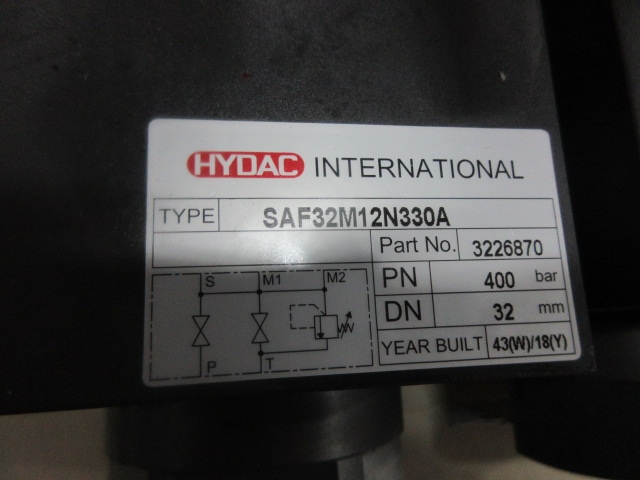 HYDAC INTERNATIONAL
TYPE SAF32M12N330A
Part No. 3226870
PN 400 bar
DN 32 mm
YEAR BUILT 43(W)/18(Y)
S M1 M2
P T